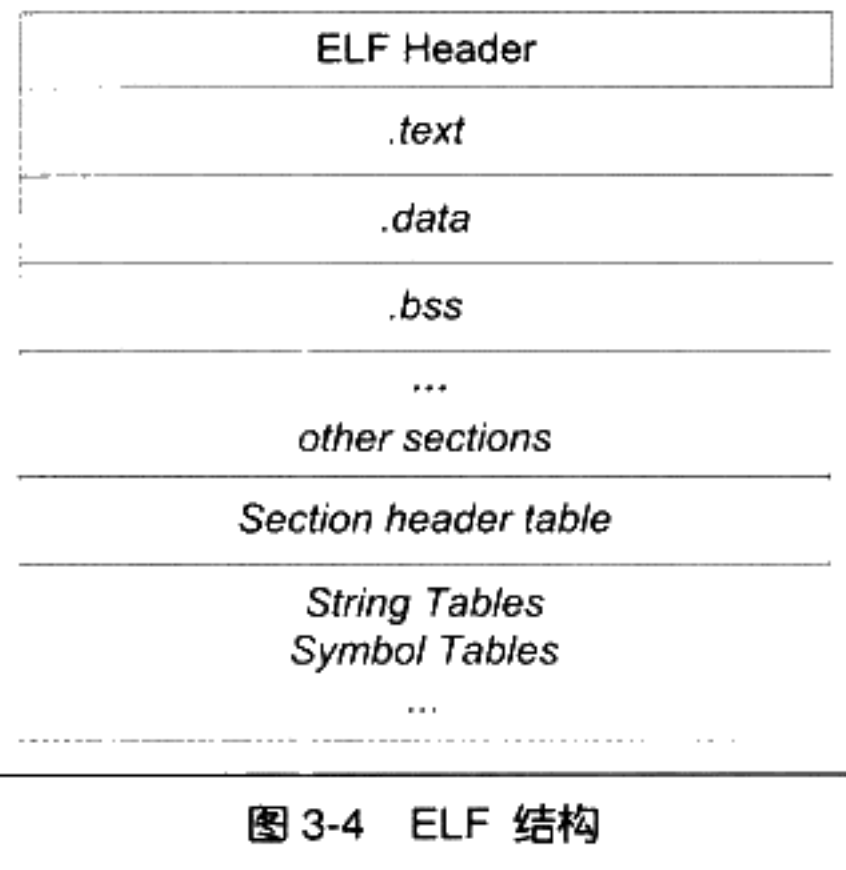 ELF Header
.text
.data
.bss
...
other sections
Section header table
String Tables
Symbol Tables
...
图 3-4 ELF 结构